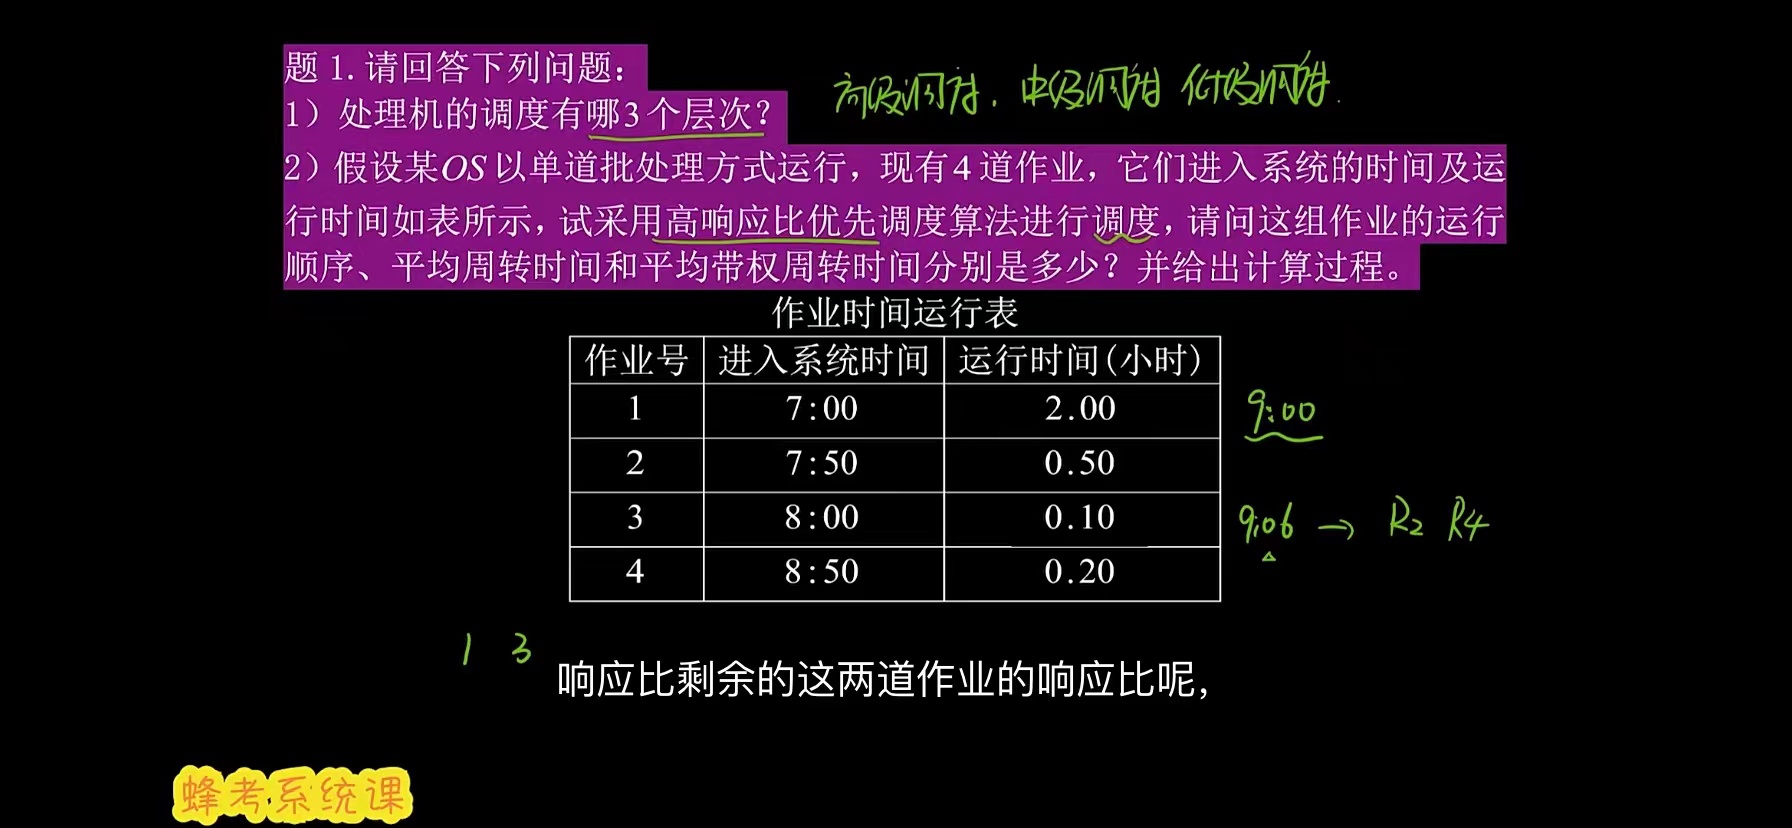 题 1.请回答下列问题：
高级调度. 中级调度 低级调度.
1）处理机的调度有哪3个层次？
2）假设某OS以单道批处理方式运行，现有4道作业，它们进入系统的时间及运
行时间如表所示，试采用高响应比优先调度算法进行调度，请问这组作业的运行
顺序、平均周转时间和平均带权周转时间分别是多少？并给出计算过程。
作业时间运行表
作业号 进入系统时间 运行时间(小时)
1 7:00 2.00 9:00
2 7:50 0.50
3 8:00 0.10 9:06 → R2 R4
4 8:50 0.20
1 3
响应比剩余的这两道作业的响应比呢，
蜂考系统课